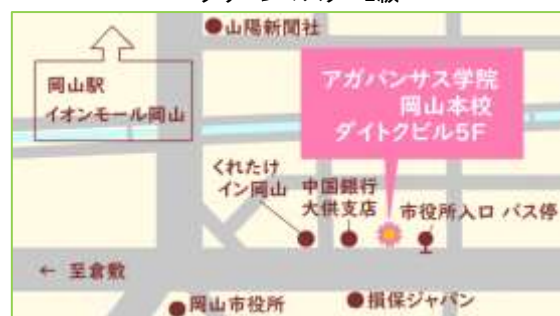 山陽新聞社
岡山駅
イオンモール岡山
アガパンサス学院
岡山本校
ダイトクビル5F
くれたけ
イン岡山
中国銀行
大供支店
市役所入口 バス停
← 至倉敷
岡山市役所
損保ジャパン